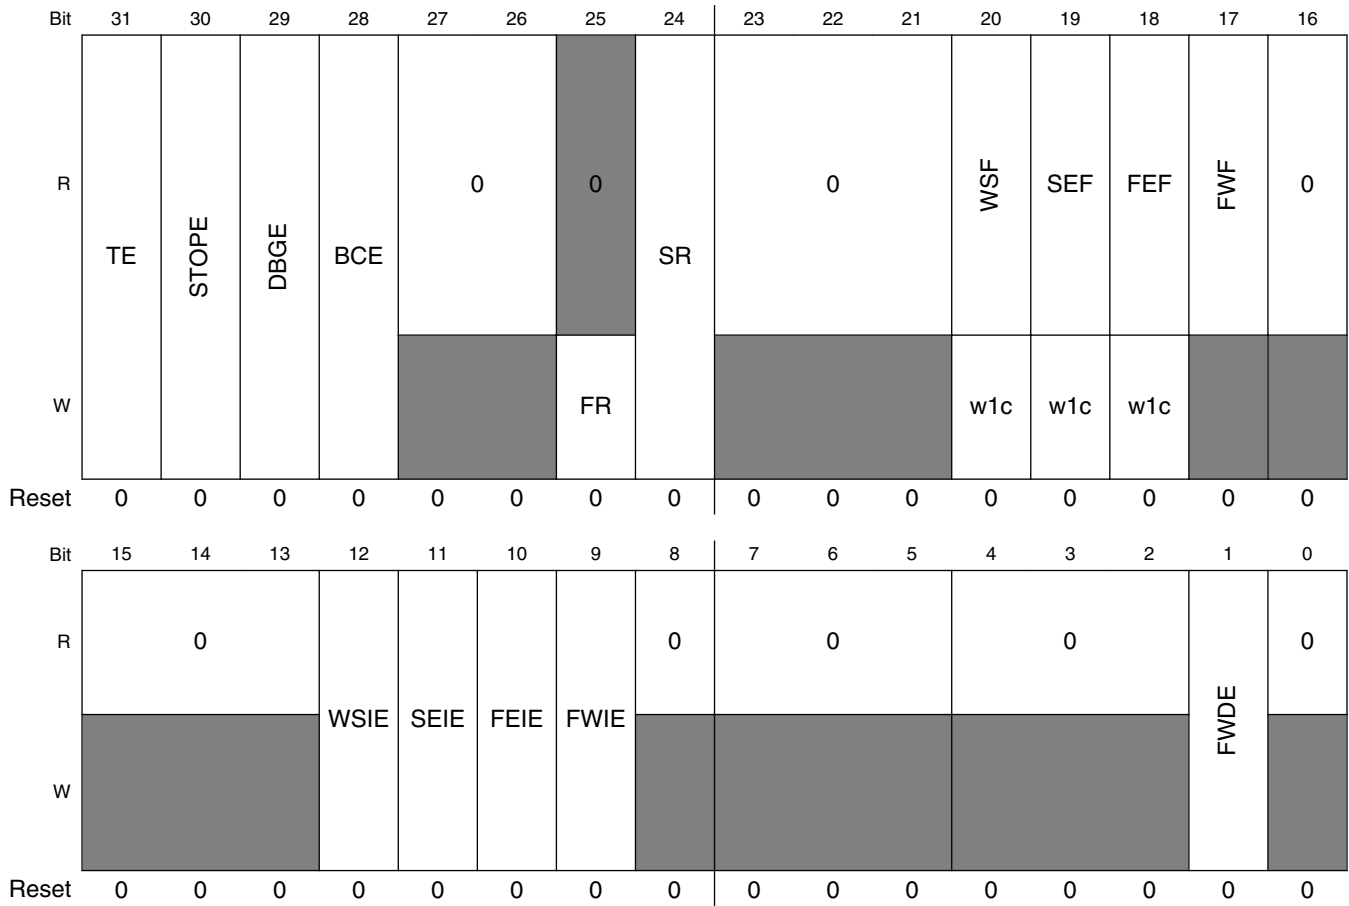 Bit 31 30 29 28 27 26 25 24 23 22 21 20 19 18 17 16
R 0 0 0 WSF SEF FEF FWF 0
TE STOPE DBGE BCE SR
W FR w1c w1c w1c
Reset 0 0 0 0 0 0 0 0 0 0 0 0 0 0 0 0
Bit 15 14 13 12 11 10 9 8 7 6 5 4 3 2 1 0
R 0 0 0 0 0
WSIE SEIE FEIE FWIE FWDE
W
Reset 0 0 0 0 0 0 0 0 0 0 0 0 0 0 0 0